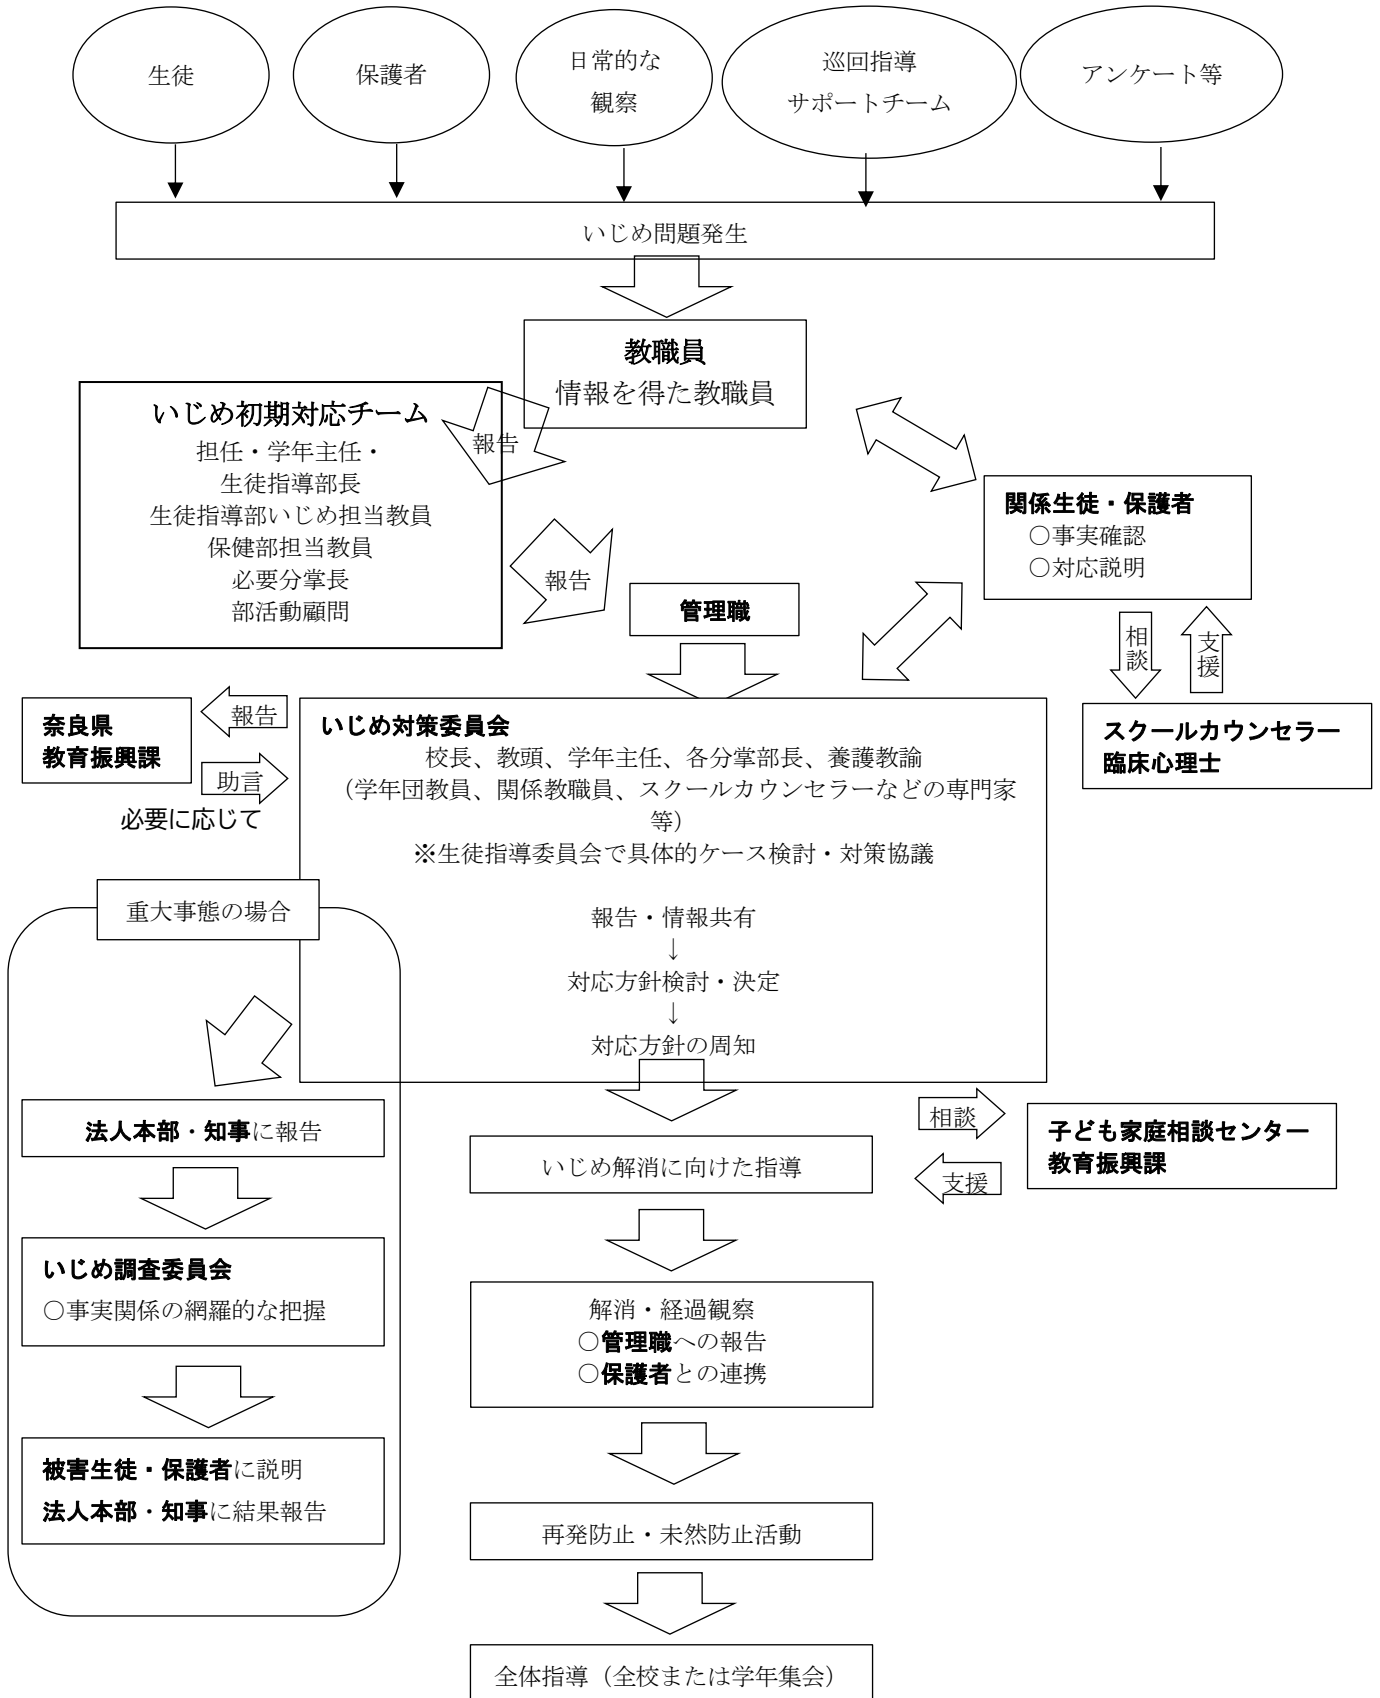 生徒
保護者
日常的な
観察
巡回指導
サポートチーム
アンケート等
いじめ問題発生
教職員
情報を得た教職員
いじめ初期対応チーム
担任・学年主任・
生徒指導部長
生徒指導部いじめ担当教員
保健部担当教員
必要分掌長
部活動顧問
報告
報告
管理職
関係生徒・保護者
○事実確認
○対応説明
相談
支援
スクールカウンセラー
臨床心理士
奈良県
教育振興課
報告
助言
必要に応じて
いじめ対策委員会
校長、教頭、学年主任、各分掌部長、養護教諭
（学年団教員、関係教職員、スクールカウンセラーなどの専門家
等）
※生徒指導委員会で具体的ケース検討・対策協議
報告・情報共有
↓
対応方針検討・決定
↓
対応方針の周知
重大事態の場合
法人本部・知事に報告
いじめ調査委員会
○事実関係の網羅的な把握
被害生徒・保護者に説明
法人本部・知事に結果報告
いじめ解消に向けた指導
相談
支援
子ども家庭相談センター
教育振興課
解消・経過観察
○管理職への報告
○保護者との連携
再発防止・未然防止活動
全体指導（全校または学年集会）